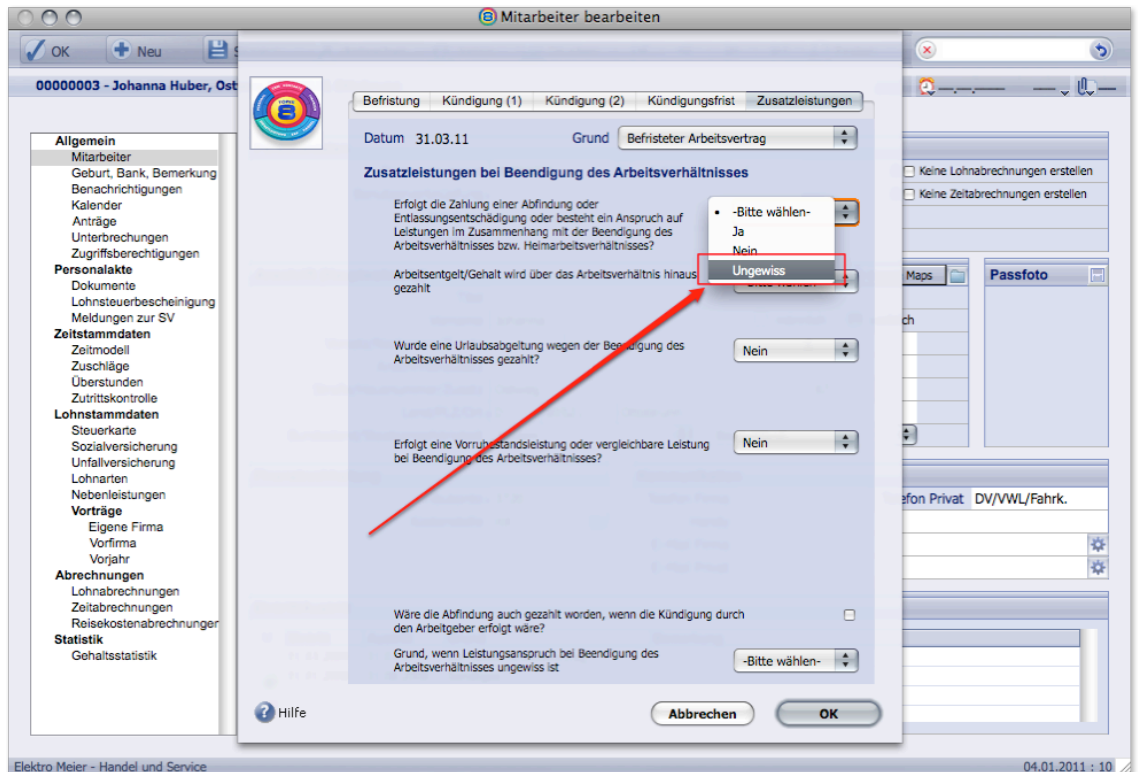 Mitarbeiter bearbeiten
OK
Neu
S
00000003 - Johanna Huber, Ost
Allgemein
Mitarbeiter
Geburt, Bank, Bemerkung
Benachrichtigungen
Kalender
Anträge
Unterbrechungen
Zugriffsberechtigungen
Personalakte
Dokumente
Lohnsteuerbescheinigung
Meldungen zur SV
Zeitstammdaten
Zeitmodell
Zuschläge
Überstunden
Zutrittskontrolle
Lohnstammdaten
Steuerkarte
Sozialversicherung
Unfallversicherung
Lohnarten
Nebenleistungen
Vorträge
Eigene Firma
Vorfirma
Vorjahr
Abrechnungen
Lohnabrechnungen
Zeitabrechnungen
Reisekostenabrechnunger
Statistik
Gehaltsstatistik
TOPIX
8
Befristung Kündigung (1) Kündigung (2) Kündigungsfrist Zusatzleistungen
Datum 31.03.11 Grund Befristeter Arbeitsvertrag
Zusatzleistungen bei Beendigung des Arbeitsverhältnisses
Erfolgt die Zahlung einer Abfindung oder
Entlassungsentschädigung oder besteht ein Anspruch auf
Leistungen im Zusammenhang mit der Beendigung des
Arbeitsverhältnisses bzw. Heimarbeitsverhältnisses?
• -Bitte wählen-
Ja
Nein
Ungewiss
Arbeitsentgelt/Gehalt wird über das Arbeitsverhältnis hinaus
gezahlt
-Bitte wählen-
Wurde eine Urlaubsabgeltung wegen der Beendigung des
Arbeitsverhältnisses gezahlt?
Nein
Erfolgt eine Vorruhestandsleistung oder vergleichbare Leistung
bei Beendigung des Arbeitsverhältnisses?
Nein
Wäre die Abfindung auch gezahlt worden, wenn die Kündigung durch
den Arbeitgeber erfolgt wäre?
Grund, wenn Leistungsanspruch bei Beendigung des
Arbeitsverhältnisses ungewiss ist
-Bitte wählen-
Hilfe
Abbrechen
OK
Keine Lohnabrechnungen erstellen
Keine Zeitabrechnungen erstellen
Maps
Passfoto
ch
efon Privat DV/VWL/Fahrk.
Elektro Meier - Handel und Service
04.01.2011 : 10